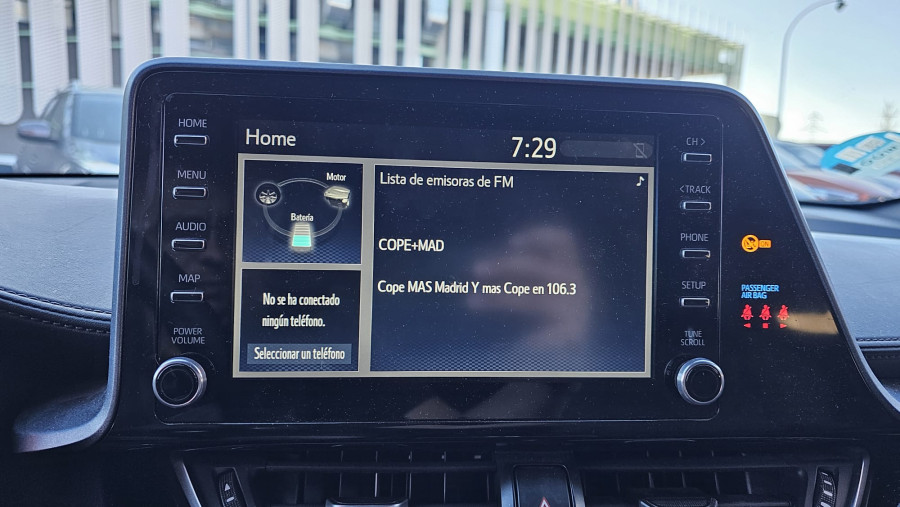 HOME
MENU
AUDIO
MAP
POWER
VOLUME
Home
7:29
Motor
Batería
No se ha conectado
ningún teléfono.
Seleccionar un teléfono
Lista de emisoras de FM
COPE+MAD
Cope MAS Madrid Y mas Cope en 106.3
CH >
< TRACK
PHONE
SETUP
TUNE
SCROLL
ON
PASSENGER
AIR BAG